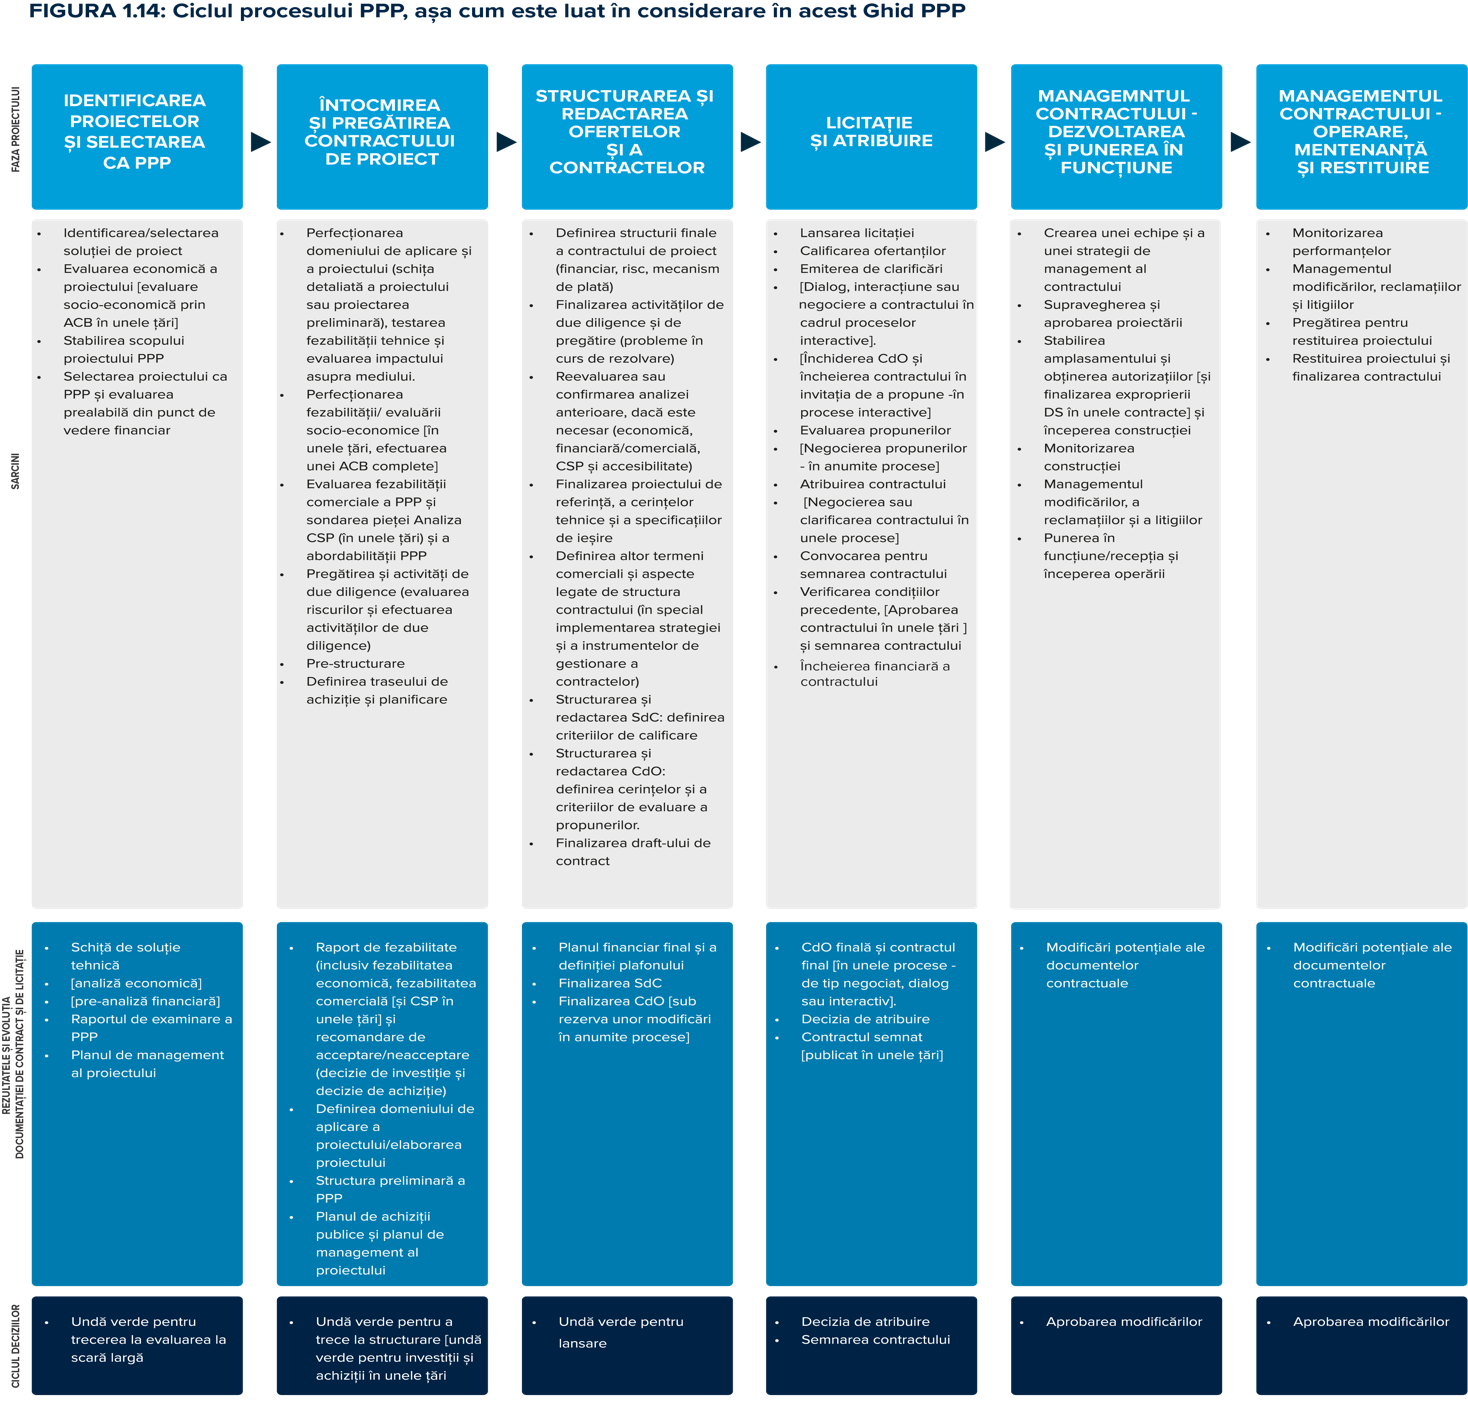 FIGURA 1.14: Ciclul procesului PPP, așa cum este luat în considerare în acest Ghid PPP
FAZA PROIECTULUI
IDENTIFICAREA
PROIECTELOR
ȘI SELECTAREA
CA PPP
ÎNTOCMIREA
ȘI PREGĂTIREA
CONTRACTULUI
DE PROIECT
STRUCTURAREA ȘI
REDACTAREA
OFERTELOR
ȘI A
CONTRACTELOR
LICITAȚIE
ȘI ATRIBUIRE
MANAGEMNTUL
CONTRACTULUI -
DEZVOLTAREA
ȘI PUNEREA ÎN
FUNCȚIUNE
MANAGEMENTUL
CONTRACTULUI -
OPERARE,
MENTENANȚĂ
ȘI RESTITUIRE
SARCINI
• Identificarea/selectarea
soluției de proiect
• Evaluarea economică a
proiectului [evaluare
socio-economică prin
ACB în unele țări]
• Stabilirea scopului
proiectului PPP
• Selectarea proiectului ca
PPP și evaluarea
prealabilă din punct de
vedere financiar
• Perfecționarea
domeniului de aplicare și
a proiectului (schița
detaliată a proiectului
sau proiectarea
preliminară), testarea
fezabilității tehnice și
evaluarea impactului
asupra mediului.
• Perfecționarea
fezabilității/ evaluării
socio-economice [în
unele țări, efectuarea
unei ACB complete]
• Evaluarea fezabilității
comerciale a PPP și
sondarea pieței Analiza
CSP (în unele țări) și a
abordabilității PPP
• Pregătirea și activități de
due diligence (evaluarea
riscurilor și efectuarea
activităților de due
diligence)
• Pre-structurare
• Definirea traseului de
achiziție și planificare
• Definirea structurii finale
a contractului de proiect
(financiar, risc, mecanism
de plată)
• Finalizarea activităților de
due diligence și de
pregătire (probleme în
curs de rezolvare)
• Reevaluarea sau
confirmarea analizei
anterioare, dacă este
necesar (economică,
financiară/comercială,
CSP și accesibilitate)
• Finalizarea proiectului de
referință, a cerințelor
tehnice și a specificațiilor
de ieșire
• Definirea altor termeni
comerciali și aspecte
legate de structura
contractului (în special
implementarea strategiei
și a instrumentelor de
gestionare a
contractelor)
• Structurarea și
redactarea SdC: definirea
criteriilor de calificare
• Structurarea și
redactarea CdO:
definirea cerințelor și a
criteriilor de evaluare a
propunerilor.
• Finalizarea draft-ului de
contract
• Lansarea licitației
• Calificarea ofertanților
• Emiterea de clarificări
• [Dialog, interacțiune sau
negociere a contractului în
cadrul proceselor
interactive].
• [Închiderea CdO și
încheierea contractului în
invitația de a propune -în
procese interactive]
• Evaluarea propunerilor
• [Negocierea propunerilor
- în anumite procese]
• Atribuirea contractului
• [Negocierea sau
clarificarea contractului în
unele procese]
• Convocarea pentru
semnarea contractului
• Verificarea condițiilor
precedente, [Aprobarea
contractului în unele țări ]
și semnarea contractului
• Încheierea financiară a
contractului
• Crearea unei echipe și a
unei strategii de
management al
contractului
• Supravegherea și
aprobarea proiectării
• Stabilirea
amplasamentului și
obținerea autorizațiilor [și
finalizarea exproprierii
DS în unele contracte] și
începerea construcției
• Monitorizarea
construcției
• Managementul
modificărilor, a
reclamațiilor și a litigiilor
• Punerea în
funcțiune/recepția și
începerea operării
• Monitorizarea
performanțelor
• Managementul
modificărilor, reclamațiilor
și litigiilor
• Pregătirea pentru
restituirea proiectului
• Restituirea proiectului și
finalizarea contractului
REZULTATELE ȘI EVOLUȚIA
DOCUMENTAȚIEI DE CONTRACT ȘI DE LICITAȚIE
• Schiță de soluție
tehnică
• [analiză economică]
• [pre-analiză financiară]
• Raportul de examinare a
PPP
• Planul de management
al proiectului
• Raport de fezabilitate
(inclusiv fezabilitatea
economică, fezabilitatea
comercială [și CSP în
unele țări] și
recomandare de
acceptare/neacceptare
(decizie de investiție și
decizie de achiziție)
• Definirea domeniului de
aplicare a
proiectului/elaborarea
proiectului
• Structura preliminară a
PPP
• Planul de achiziții
publice și planul de
management al
proiectului
• Planul financiar final și a
definiției plafonului
• Finalizarea SdC
• Finalizarea CdO [sub
rezerva unor modificări
în anumite procese]
• CdO finală și contractul
final [în unele procese -
de tip negociat, dialog
sau interactiv].
• Decizia de atribuire
• Contractul semnat
[publicat în unele țări]
• Modificări potențiale ale
documentelor
contractuale
• Modificări potențiale ale
documentelor
contractuale
CICLUL DECIZIILOR
• Undă verde pentru
trecerea la evaluarea la
scară largă
• Undă verde pentru a
trece la structurare [undă
verde pentru investiții și
achiziții în unele țări
• Undă verde pentru
lansare
• Decizia de atribuire
• Semnarea contractului
• Aprobarea modificărilor
• Aprobarea modificărilor